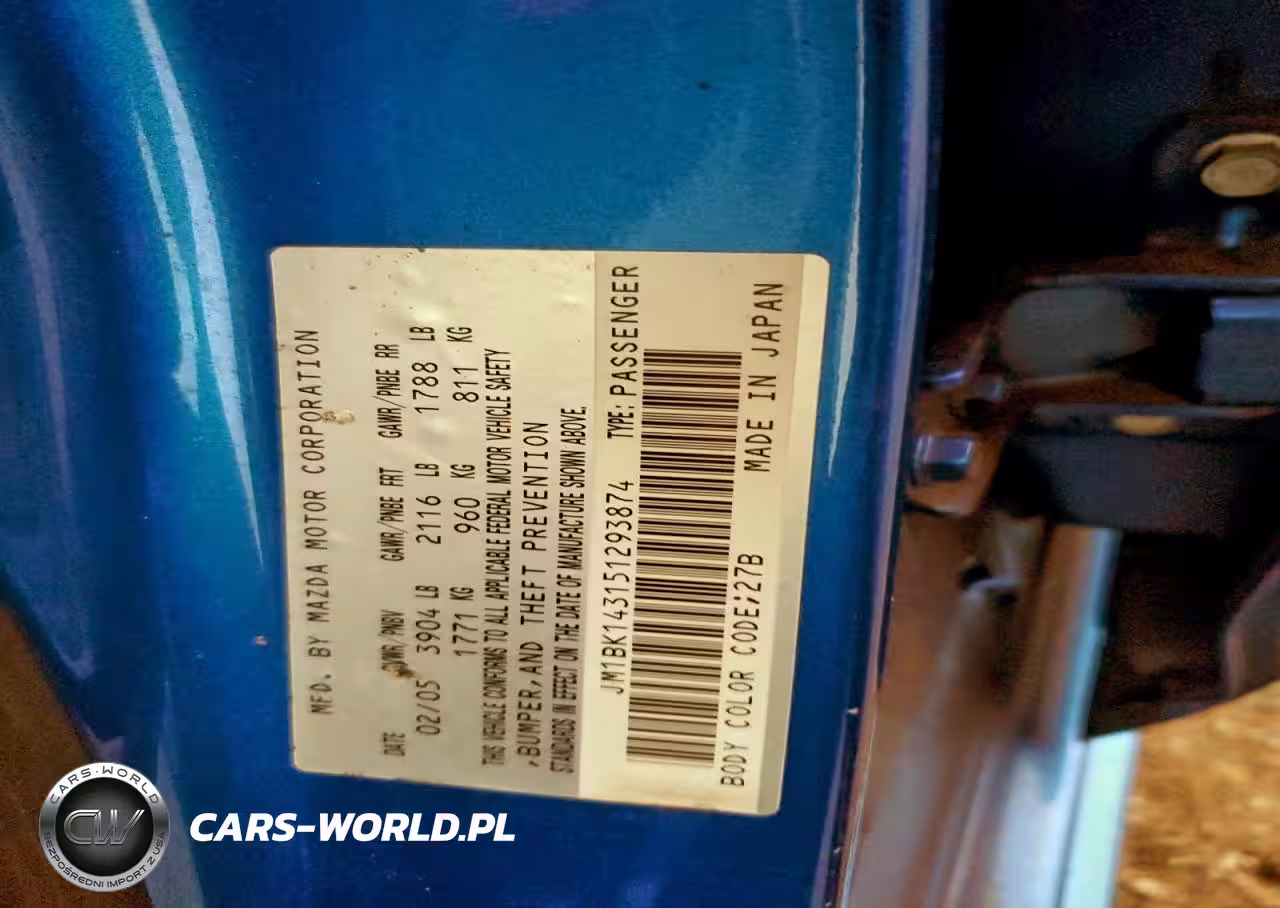 MFD. BY MAZDA MOTOR CORPORATION
DATE GVWR/PNBV GAWR/PNBE FRT GAWR/PNBE RR
02/05 3904 LB 2116 LB 1788 LB
1771 KG 960 KG 811 KG
THIS VEHICLE CONFORMS TO ALL APPLICABLE FEDERAL MOTOR VEHICLE SAFETY
,BUMPER,AND THEFT PREVENTION
STANDARDS IN EFFECT ON THE DATE OF MANUFACTURE SHOWN ABOVE.
JM1BK143151293874 TYPE: PASSENGER
BODY COLOR CODE:27B MADE IN JAPAN
CARS-WORLD
CW
BEZPOŚREDNI IMPORT Z USA
CARS-WORLD.PL